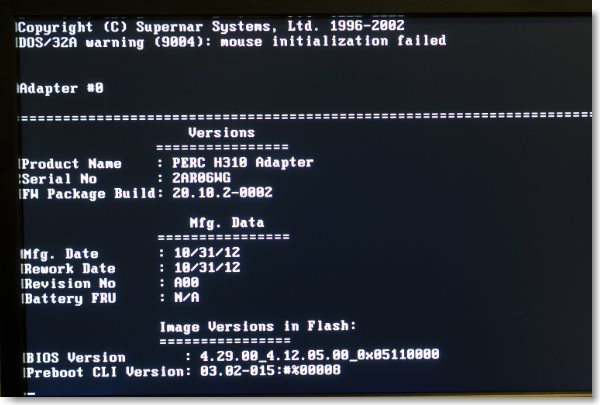 Copyright (C) Supernar Systems, Ltd. 1996-2002
DOS/32A warning (9004): mouse initialization failed
Adapter #0
================================================================================
Versions
================
Product Name : PERC H310 Adapter
Serial No : 2AR06WG
FW Package Build: 20.10.2-0002
Mfg. Data
================
Mfg. Date : 10/31/12
Rework Date : 10/31/12
Revision No : A00
Battery FRU : N/A
Image Versions in Flash:
================
BIOS Version : 4.29.00_4.12.05.00_0x05110000
Preboot CLI Version: 03.02-015:#%00008